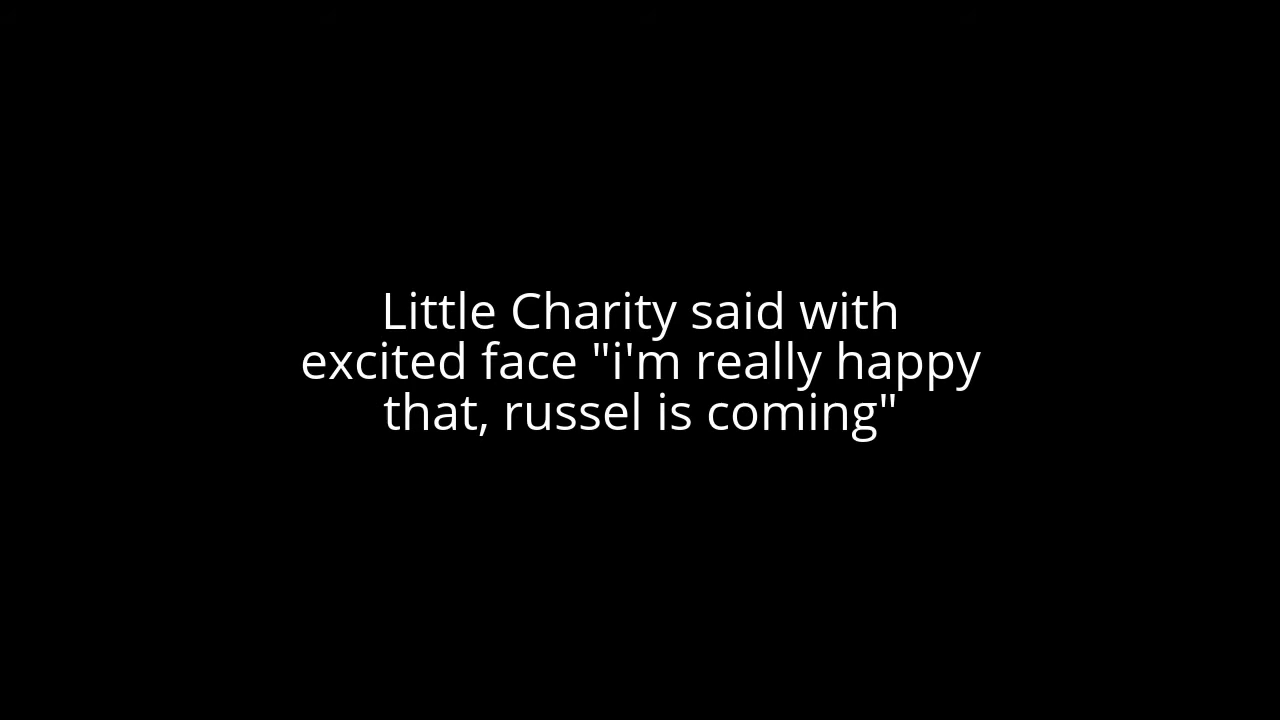 Little Charity said with
excited face "i'm really happy
that, russel is coming"